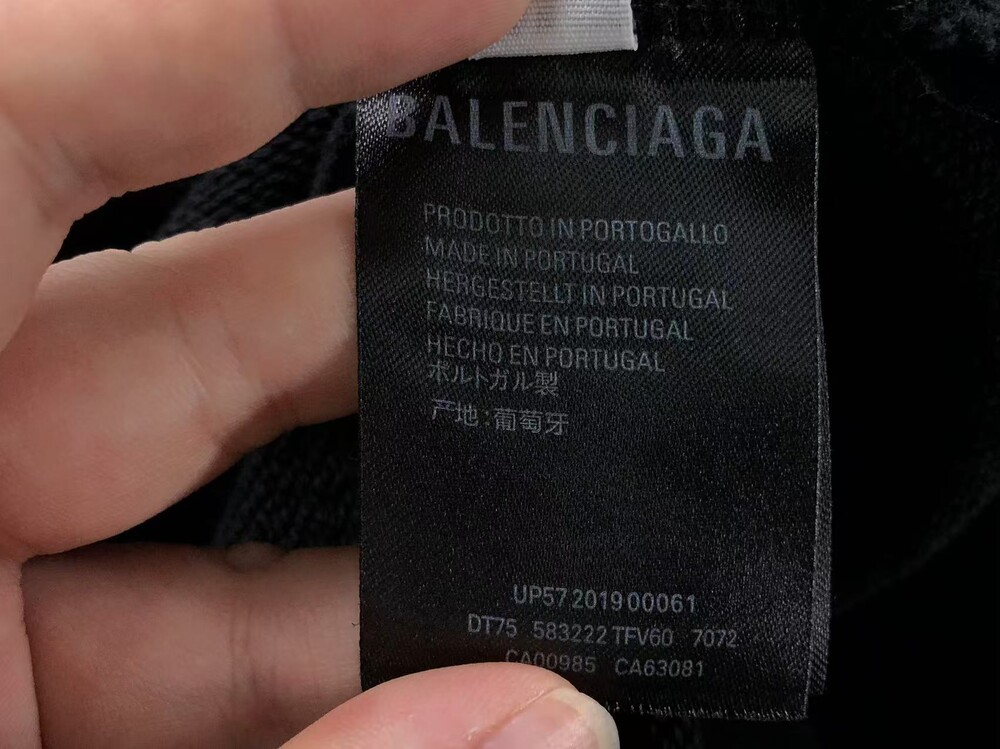 BALENCIAGA
PRODOTTO IN PORTOGALLO
MADE IN PORTUGAL
HERGESTELLT IN PORTUGAL
FABRIQUE EN PORTUGAL
HECHO EN PORTUGAL
ポルトガル製
产地:葡萄牙
UP57 2019 00061
DT75 583222 TFV60 7072
CA00985 CA63081